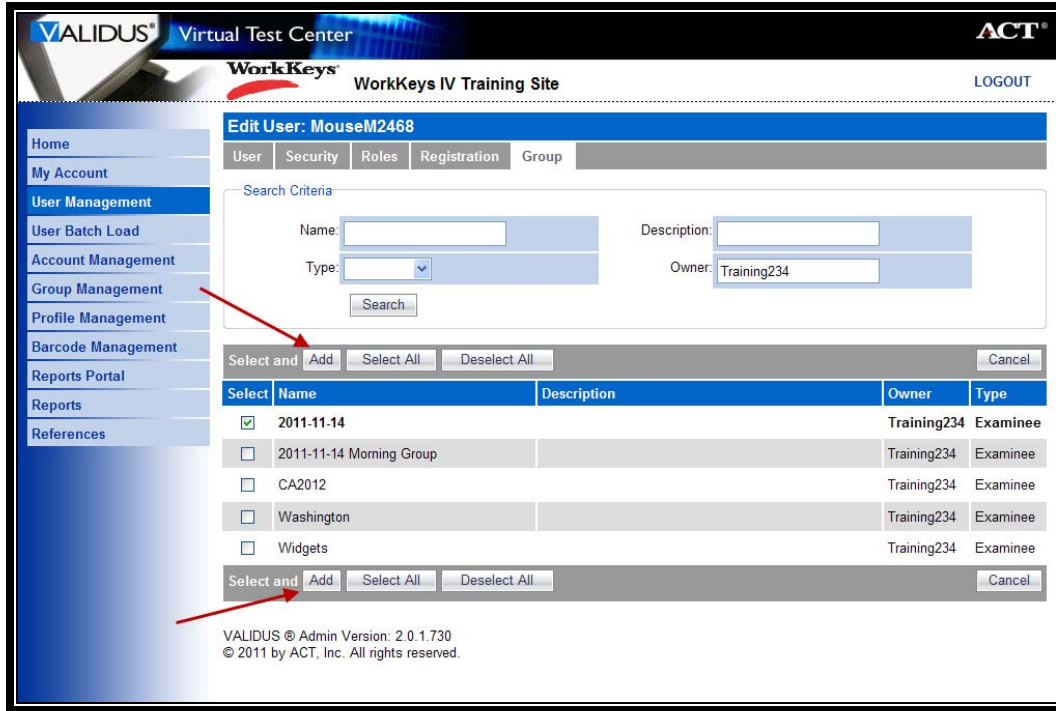 VALIDUS® Virtual Test Center ACT®
WorkKeys® WorkKeys IV Training Site LOGOUT
Home
My Account
User Management
User Batch Load
Account Management
Group Management
Profile Management
Barcode Management
Reports Portal
Reports
References
Edit User: MouseM2468
User Security Roles Registration Group
Search Criteria
Name: Description:
Type: Owner: Training234
Search
Select and Add Select All Deselect All Cancel
Select Name Description Owner Type
2011-11-14 Training234 Examinee
2011-11-14 Morning Group Training234 Examinee
CA2012 Training234 Examinee
Washington Training234 Examinee
Widgets Training234 Examinee
Select and Add Select All Deselect All Cancel
VALIDUS ® Admin Version: 2.0.1.730
© 2011 by ACT, Inc. All rights reserved.